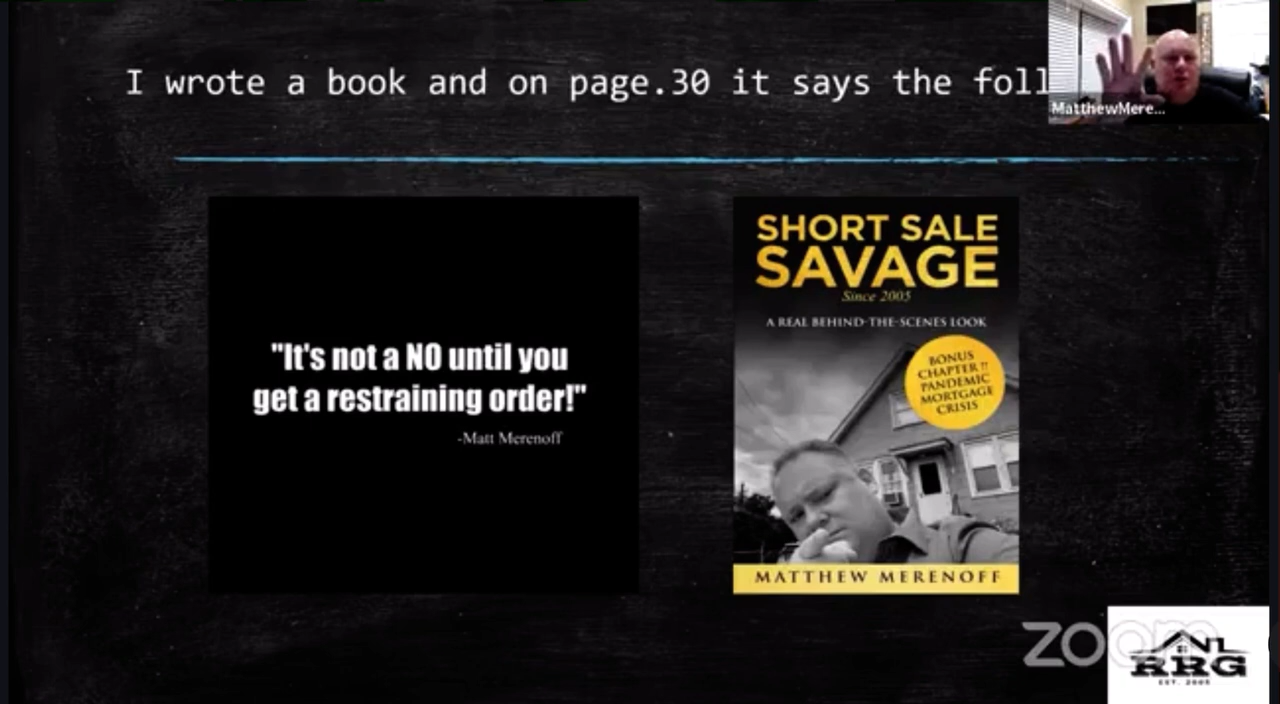 I wrote a book and on page.30 it says the foll
MatthewMere...
"It's not a NO until you
get a restraining order!"
-Matt Merenoff
SHORT SALE
SAVAGE
Since 2005
A REAL BEHIND-THE-SCENES LOOK
BONUS
CHAPTER !!
PANDEMIC
MORTGAGE
CRISIS
MATTHEW MERENOFF
zoom
RRG
EST. 2005